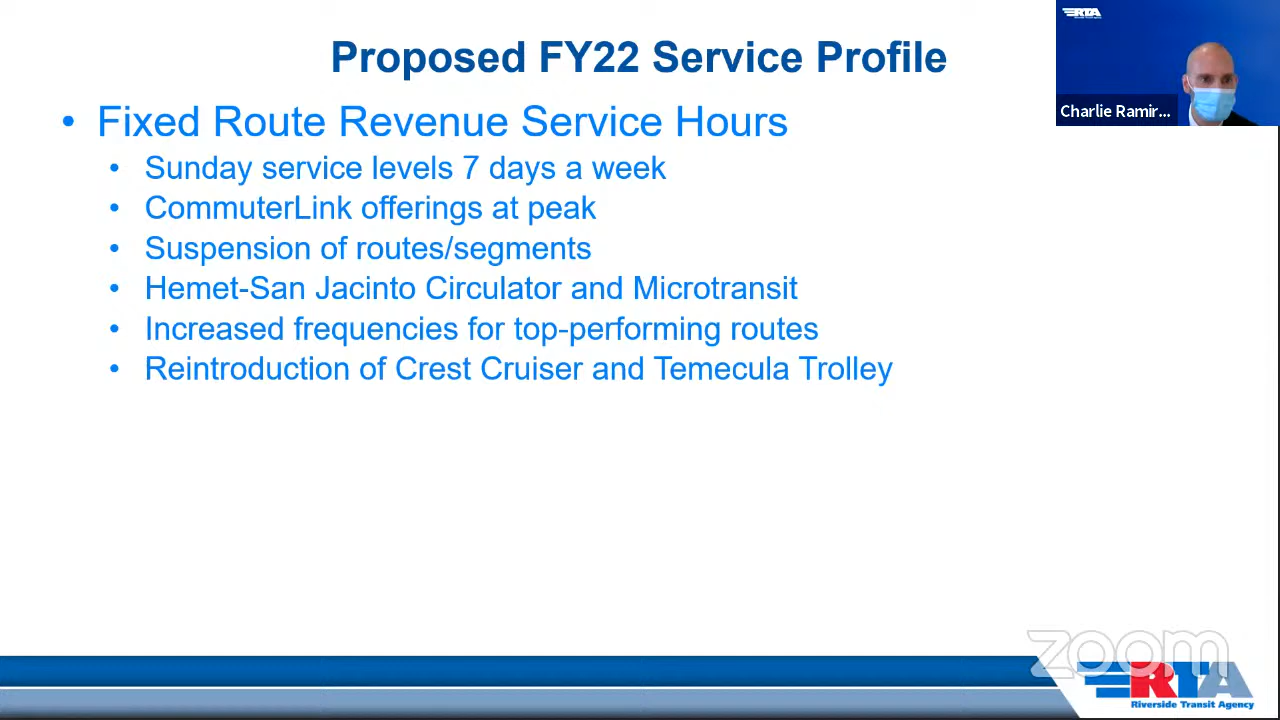 Proposed FY22 Service Profile
• Fixed Route Revenue Service Hours
• Sunday service levels 7 days a week
• CommuterLink offerings at peak
• Suspension of routes/segments
• Hemet-San Jacinto Circulator and Microtransit
• Increased frequencies for top-performing routes
• Reintroduction of Crest Cruiser and Temecula Trolley
RTA
Charlie Ramir...
zoom
RTA
Riverside Transit Agency